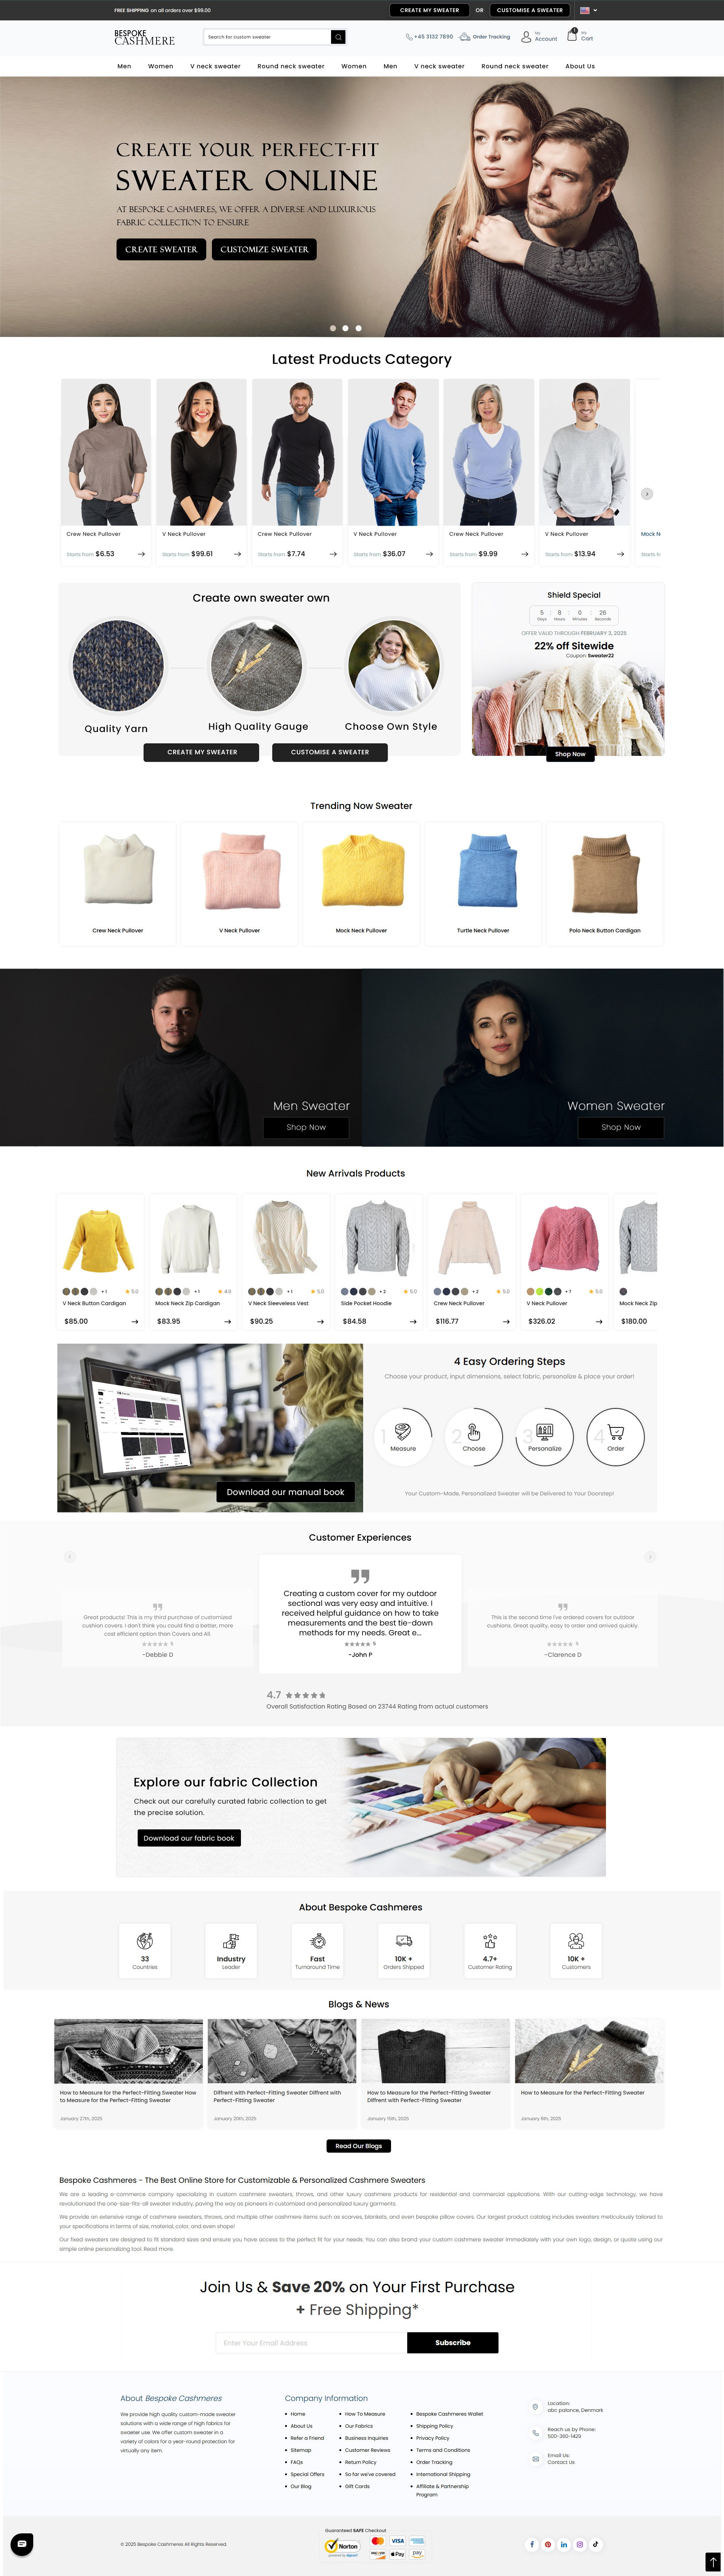 FREE SHIPPING on all orders over $99.00
CREATE MY SWEATER
OR
CUSTOMISE A SWEATER
BESPOKE
CASHMERE
Search for custom sweater
+45 3132 7890
Order Tracking
My
Account
My
Cart
Men
Women
V neck sweater
Round neck sweater
Women
Men
V neck sweater
Round neck sweater
About Us
CREATE YOUR PERFECT-FIT
SWEATER ONLINE
AT BESPOKE CASHMERES, WE OFFER A DIVERSE AND LUXURIOUS
FABRIC COLLECTION TO ENSURE
CREATE SWEATER
CUSTOMIZE SWEATER
Latest Products Category
Crew Neck Pullover
Starts from $6.53
V Neck Pullover
Starts from $99.61
Crew Neck Pullover
Starts from $7.74
V Neck Pullover
Starts from $36.07
Crew Neck Pullover
Starts from $9.99
V Neck Pullover
Starts from $13.94
Mock N
Starts fr
Create own sweater own
Quality Yarn
High Quality Gauge
Choose Own Style
CREATE MY SWEATER
CUSTOMISE A SWEATER
Shield Special
5 : 8 : 0 : 26
Days Hours Minutes Seconds
OFFER VALID THROUGH FEBRUARY 3, 2025
22% off Sitewide
Coupon: Sweater22
Shop Now
Trending Now Sweater
Crew Neck Pullover
V Neck Pullover
Mock Neck Pullover
Turtle Neck Pullover
Polo Neck Button Cardigan
Men Sweater
Shop Now
Women Sweater
Shop Now
New Arrivals Products
+1 5.0
V Neck Button Cardigan
$85.00
+1 4.9
Mock Neck Zip Cardigan
$83.95
+1 5.0
V Neck Sleeveless Vest
$90.25
+2 5.0
Side Pocket Hoodie
$84.58
+2 5.0
Crew Neck Pullover
$116.77
+7 5.0
V Neck Pullover
$326.02
Mock Neck Zip
$180.00
Download our manual book
4 Easy Ordering Steps
Choose your product, input dimensions, select fabric, personalize & place your order!
1
Measure
2
Choose
3
Personalize
4
Order
Your Custom-Made, Personalized Sweater will be Delivered to Your Doorstep!
Customer Experiences
Great products! This is my third purchase of customized
cushion covers. I don't think you could find a better, more
cost efficient option than Covers and All.
5
-Debbie D
Creating a custom cover for my outdoor
sectional was very easy and intuitive. I
received helpful guidance on how to take
measurements and the best tie-down
methods for my needs. Great e...
5
-John P
This is the second time I've ordered covers for outdoor
cushions. Great quality, easy to order and arrived quickly.
5
-Clarence D
4.7
Overall Satisfaction Rating Based on 23744 Rating from actual customers
Explore our fabric Collection
Check out our carefully curated fabric collection to get
the precise solution.
Download our fabric book
About Bespoke Cashmeres
33
Countries
Industry
Leader
Fast
Turnaround Time
10K +
Orders Shipped
4.7+
Customer Rating
10K +
Customers
Blogs & News
How to Measure for the Perfect-Fitting Sweater How
to Measure for the Perfect-Fitting Sweater
January 27th, 2025
Diffrent with Perfect-Fitting Sweater Diffrent with
Perfect-Fitting Sweater
January 20th, 2025
How to Measure for the Perfect-Fitting Sweater
Diffrent with Perfect-Fitting Sweater
January 15th, 2025
How to Measure for the Perfect-Fitting Sweater
January 6th, 2025
Read Our Blogs
Bespoke Cashmeres - The Best Online Store for Customizable & Personalized Cashmere Sweaters
We are a leading e-commerce company specializing in custom cashmere sweaters, throws, and other luxury cashmere products for residential and commercial applications. With our cutting-edge technology, we have
revolutionized the one-size-fits-all sweater industry, paving the way as pioneers in customized and personalized luxury garments.
We provide an extensive range of cashmere sweaters, throws, and multiple other cashmere items such as scarves, blankets, and even bespoke pillow covers. Our largest product catalog includes sweaters meticulously tailored to
your specifications in terms of size, material, color, and even shape!
Our fixed sweaters are designed to fit standard sizes and ensure you have access to the perfect fit for your needs. You can also brand your custom cashmere sweater immediately with your own logo, design, or quote using our
simple online personalizing tool. Read more.
Join Us & Save 20% on Your First Purchase
+ Free Shipping*
Enter Your Email Address
Subscribe
About Bespoke Cashmeres
We provide high quality custom-made sweater
solutions with a wide range of high fabrics for
sweater use. We offer custom sweater in a
variety of colors for a year-round protection for
virtually any item.
Company Information
Home
About Us
Refer a Friend
Sitemap
FAQs
Special Offers
Our Blog
How To Measure
Our Fabrics
Business Inquiries
Customer Reviews
Return Policy
So far we've covered
Gift Cards
Bespoke Cashmeres Wallet
Shipping Policy
Privacy Policy
Terms and Conditions
Order Tracking
International Shipping
Affiliate & Partnership
Program
Location:
abc palance, Denmark
Reach us by Phone:
500-360-1429
Email Us:
Contact Us
© 2025 Bespoke Cashmeres All Rights Reserved.
Guaranteed SAFE Checkout
Norton
VISA
Pay